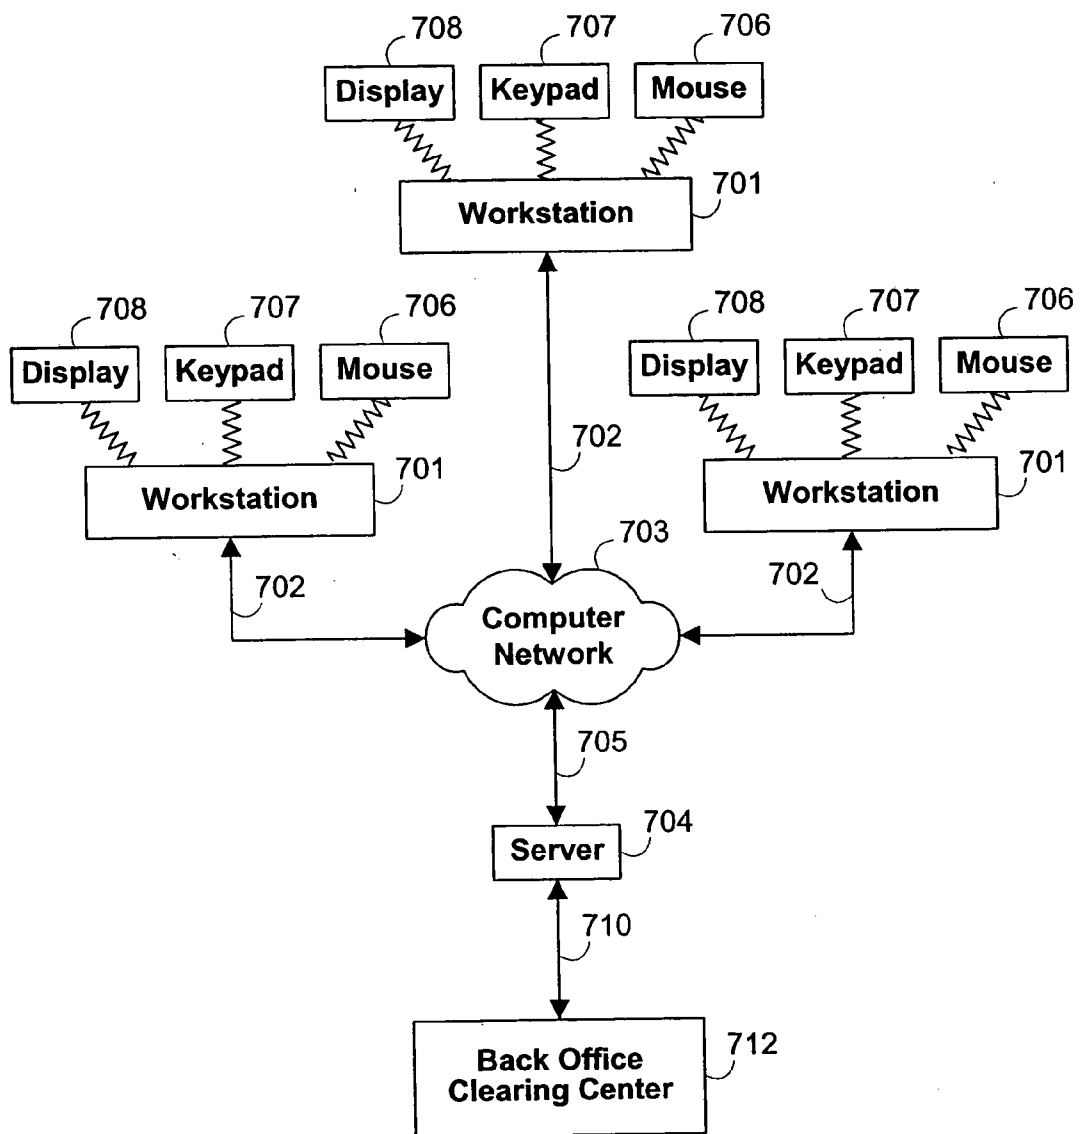 708 707 706
Display Keypad Mouse
701
Workstation
708 707 706
Display Keypad Mouse
708 707 706
Display Keypad Mouse
702
701
Workstation
701
Workstation
703
702
702
Computer
Network
705
704
Server
710
Back Office
Clearing Center
712